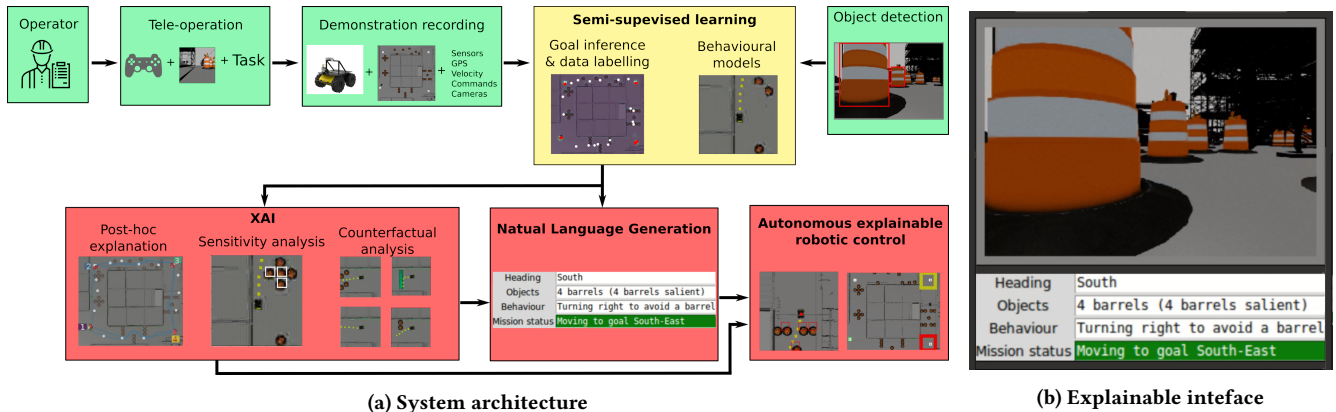 Operator
Tele-operation
+
+ Task
Demonstration recording
+
+
Sensors
GPS
Velocity
Commands
Cameras
Semi-supevised learning
Goal inference
& data labelling
Behavioural
models
Object detection
XAI
Post-hoc
explanation
Sensitivity analysis
Counterfactual
analysis
Natual Language Generation
Heading South
Objects 4 barrels (4 barrels salient)
Behaviour Turning right to avoid a barrel
Mission status Moving to goal South-East
Autonomous explainable
robotic control
(a) System architecture
Heading South
Objects 4 barrels (4 barrels salient)
Behaviour Turning right to avoid a barrel
Mission status Moving to goal South-East
(b) Explainable inteface